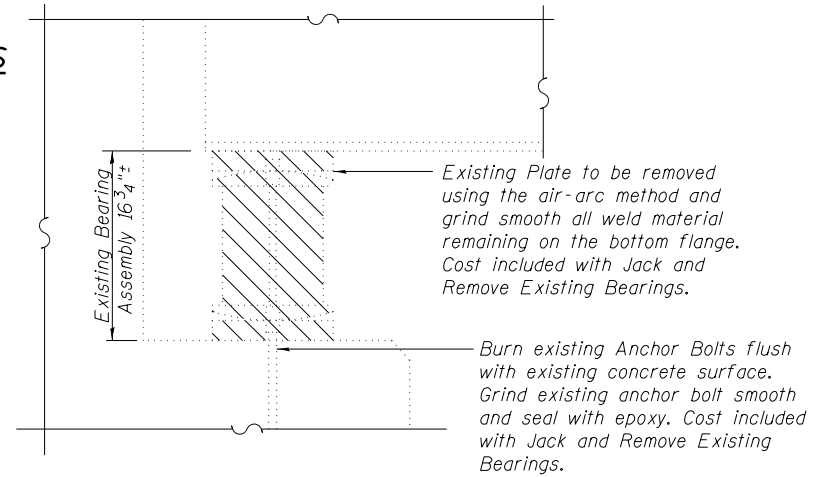 Existing Plate to be removed
using the air-arc method and
grind smooth all weld material
remaining on the bottom flange.
Cost included with Jack and
Remove Existing Bearings.
Existing Bearing
Assembly 16 3/4"±
Burn existing Anchor Bolts flush
with existing concrete surface.
Grind existing anchor bolt smooth
and seal with epoxy. Cost included
with Jack and Remove Existing
Bearings.